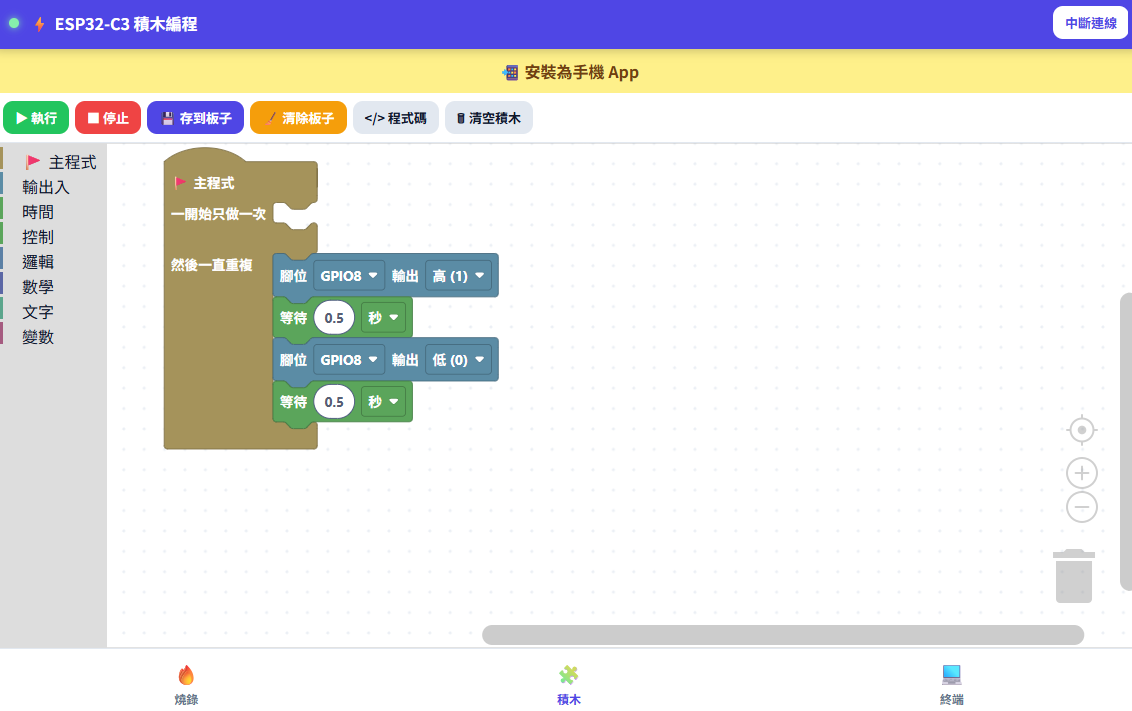 ESP32-C3 積木編程
中斷連線
安裝為手機 App
執行
停止
存到板子
清除板子
</> 程式碼
清空積木
主程式
輸出入
時間
控制
邏輯
數學
文字
變數
主程式
一開始只做一次
然後一直重複
腳位 GPIO8 輸出 高 (1)
等待 0.5 秒
腳位 GPIO8 輸出 低 (0)
等待 0.5 秒
燒錄
積木
終端